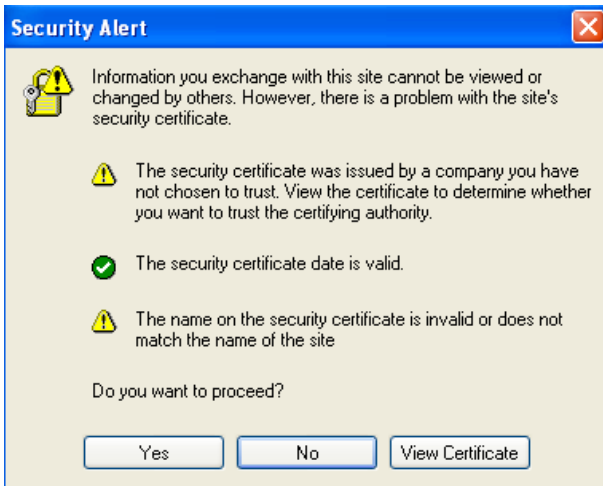 Security Alert
Information you exchange with this site cannot be viewed or
changed by others. However, there is a problem with the site's
security certificate.
The security certificate was issued by a company you have
not chosen to trust. View the certificate to determine whether
you want to trust the certifying authority.
The security certificate date is valid.
The name on the security certificate is invalid or does not
match the name of the site
Do you want to proceed?
Yes
No
View Certificate